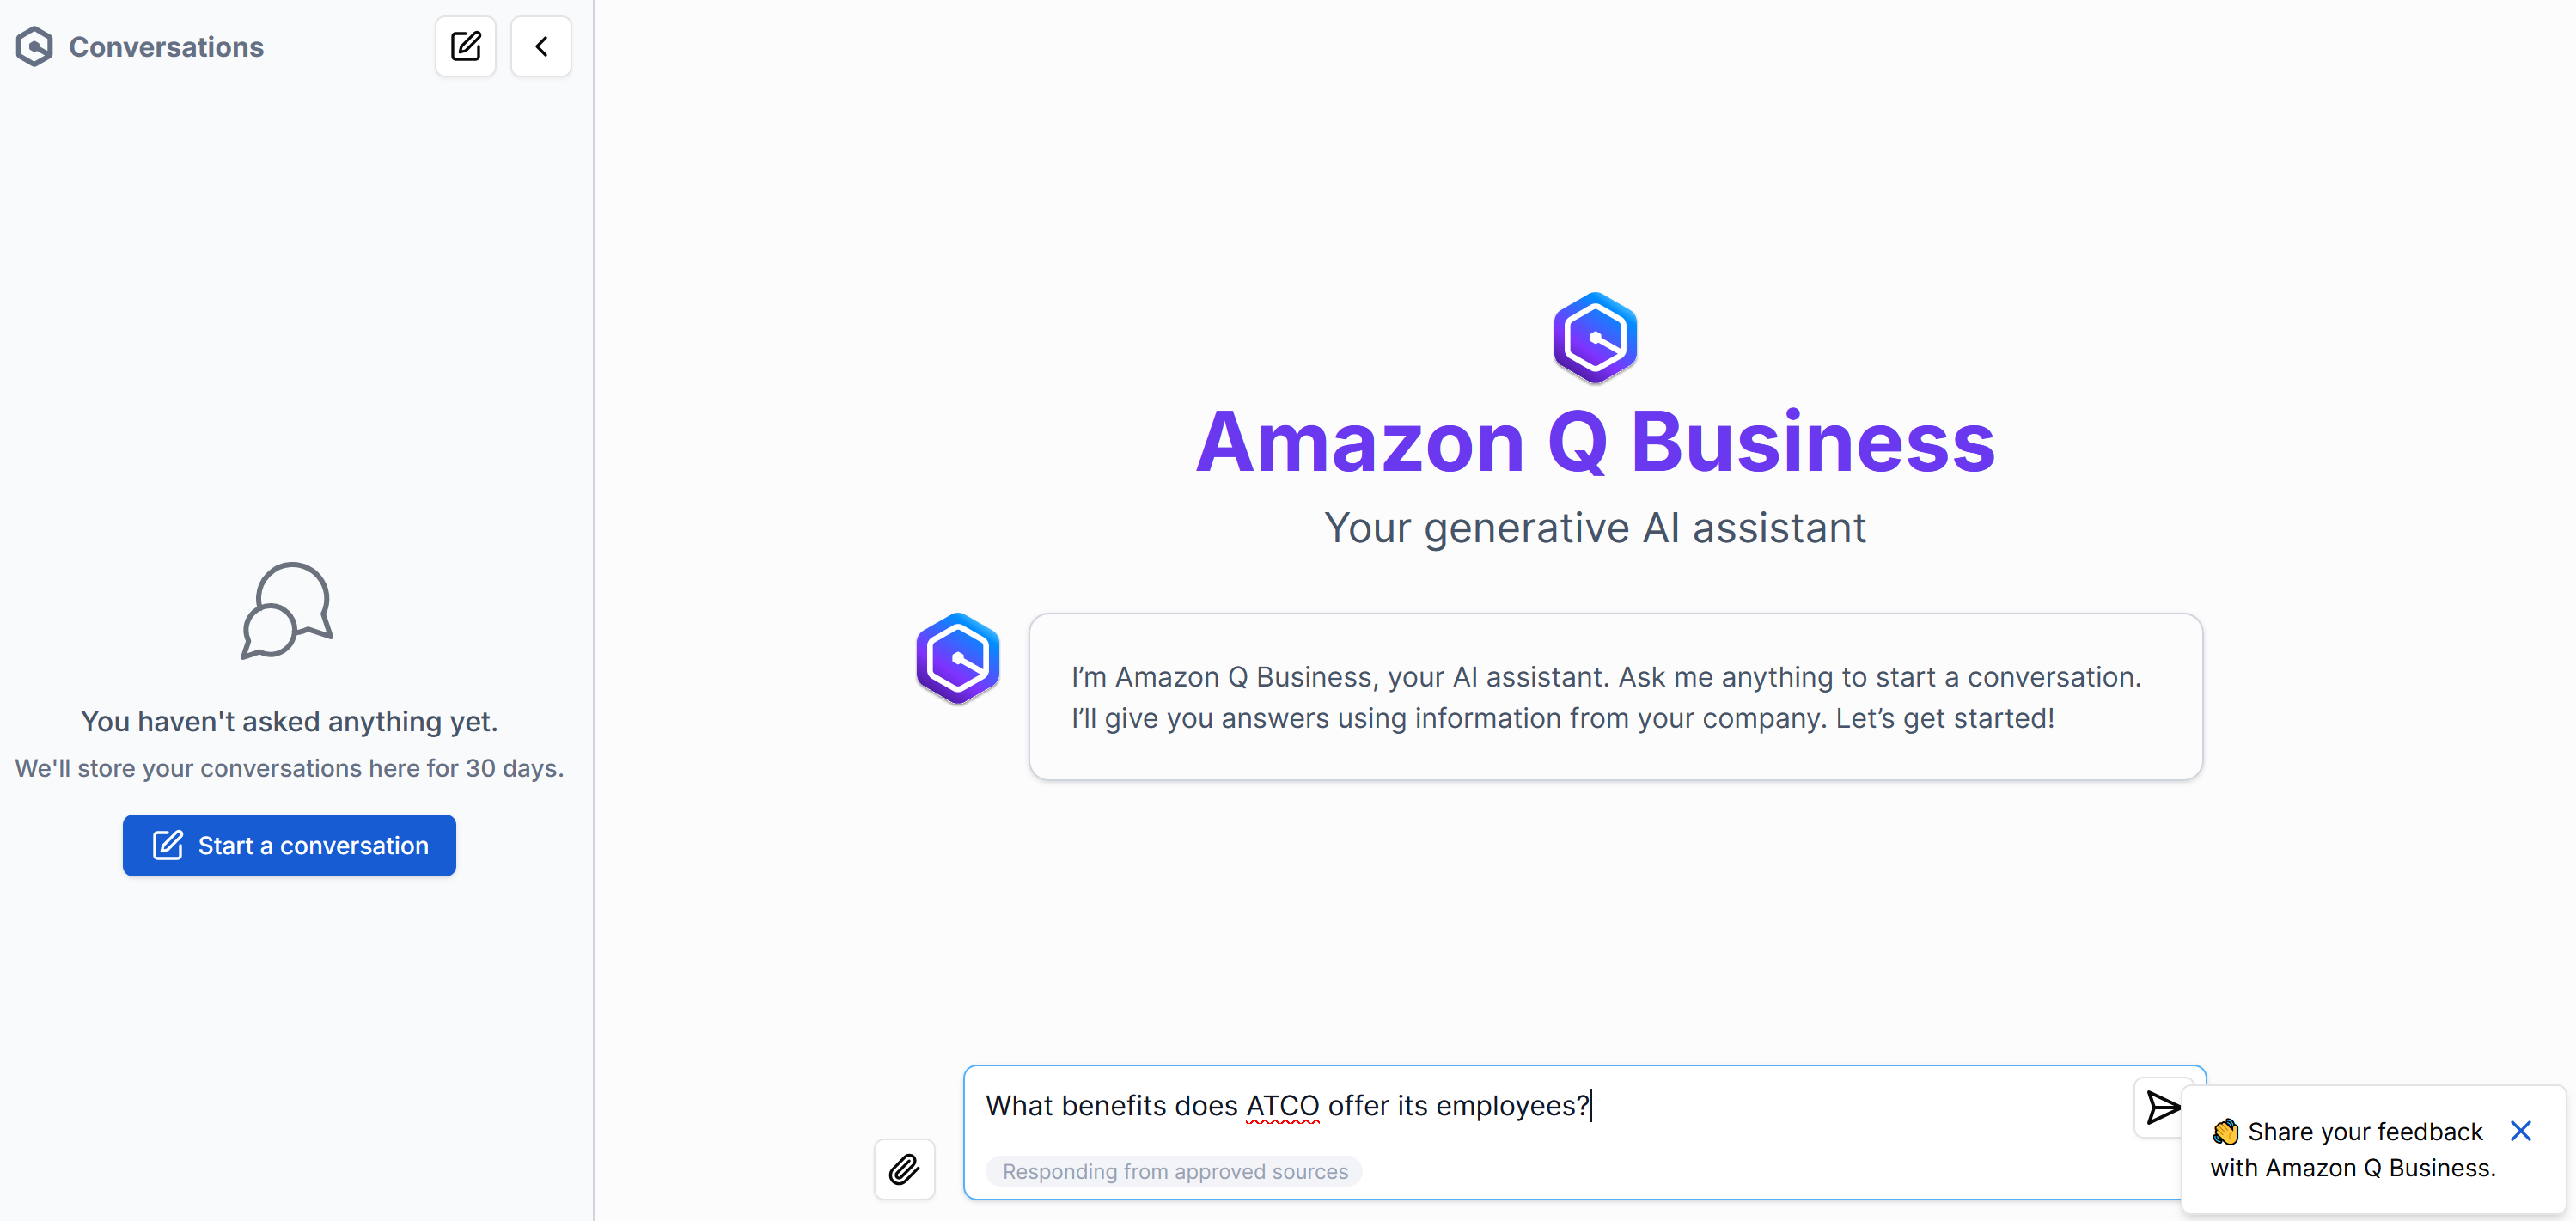 Conversations
You haven't asked anything yet.
We'll store your conversations here for 30 days.
Start a conversation
Amazon Q Business
Your generative AI assistant
I’m Amazon Q Business, your AI assistant. Ask me anything to start a conversation.
I’ll give you answers using information from your company. Let’s get started!
What benefits does ATCO offer its employees?
Responding from approved sources
👏 Share your feedback
with Amazon Q Business.